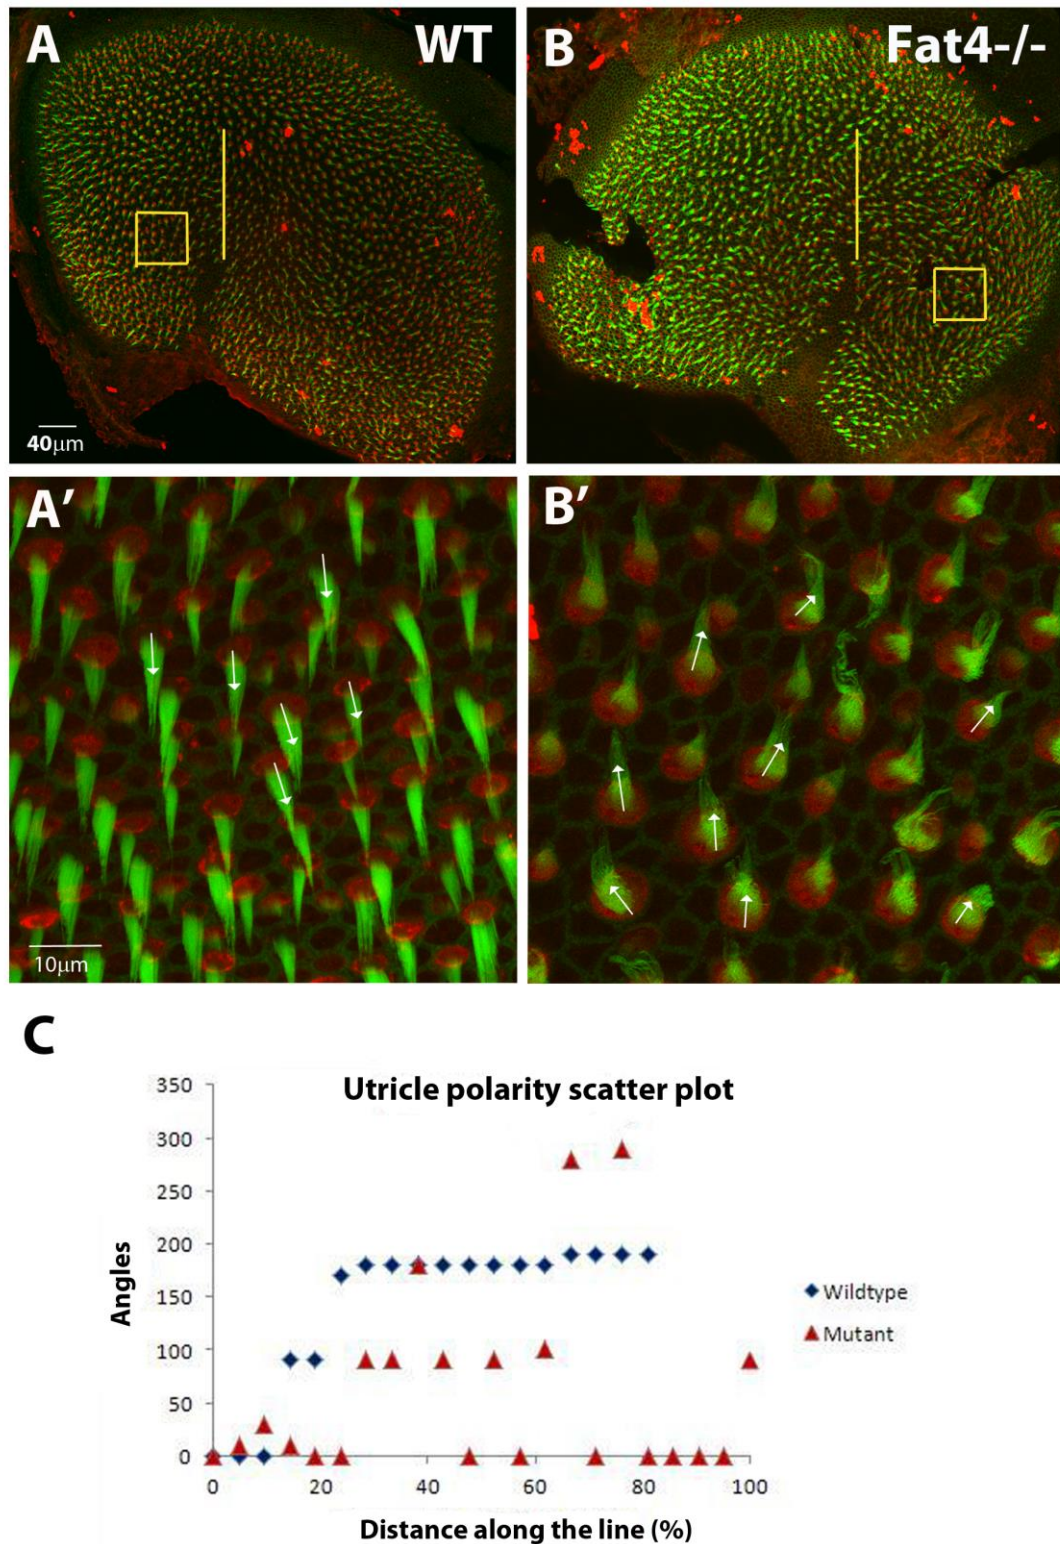 A WT
B Fat4-/-
40μm
A′
B′
10μm
C
Utricle polarity scatter plot
350
300
250
200
150
100
50
0
Angles
0 20 40 60 80 100
Distance along the line (%)
Wildtype
Mutant